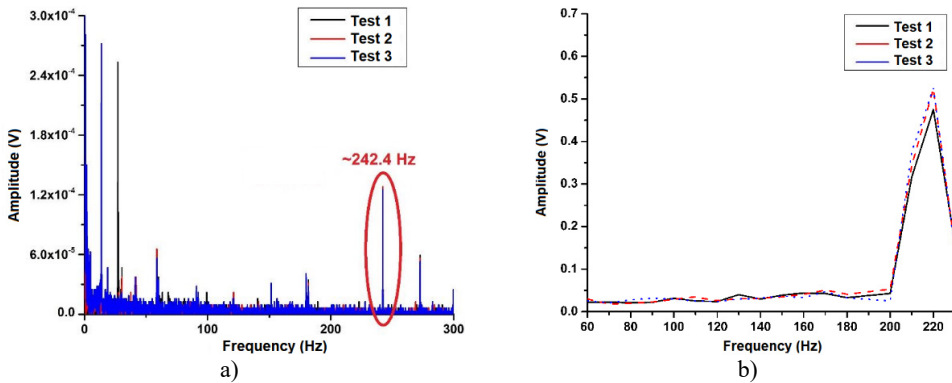 3.0x10⁻⁴
2.4x10⁻⁴
1.8x10⁻⁴
1.2x10⁻⁴
6.0x10⁻⁵
0.0
Amplitude (V)
Test 1
Test 2
Test 3
~242.4 Hz
0
100
200
300
Frequency (Hz)
a)
0.7
0.6
0.5
0.4
0.3
0.2
0.1
0.0
Amplitude (V)
Test 1
Test 2
Test 3
60
80
100
120
140
160
180
200
220
Frequency (Hz)
b)